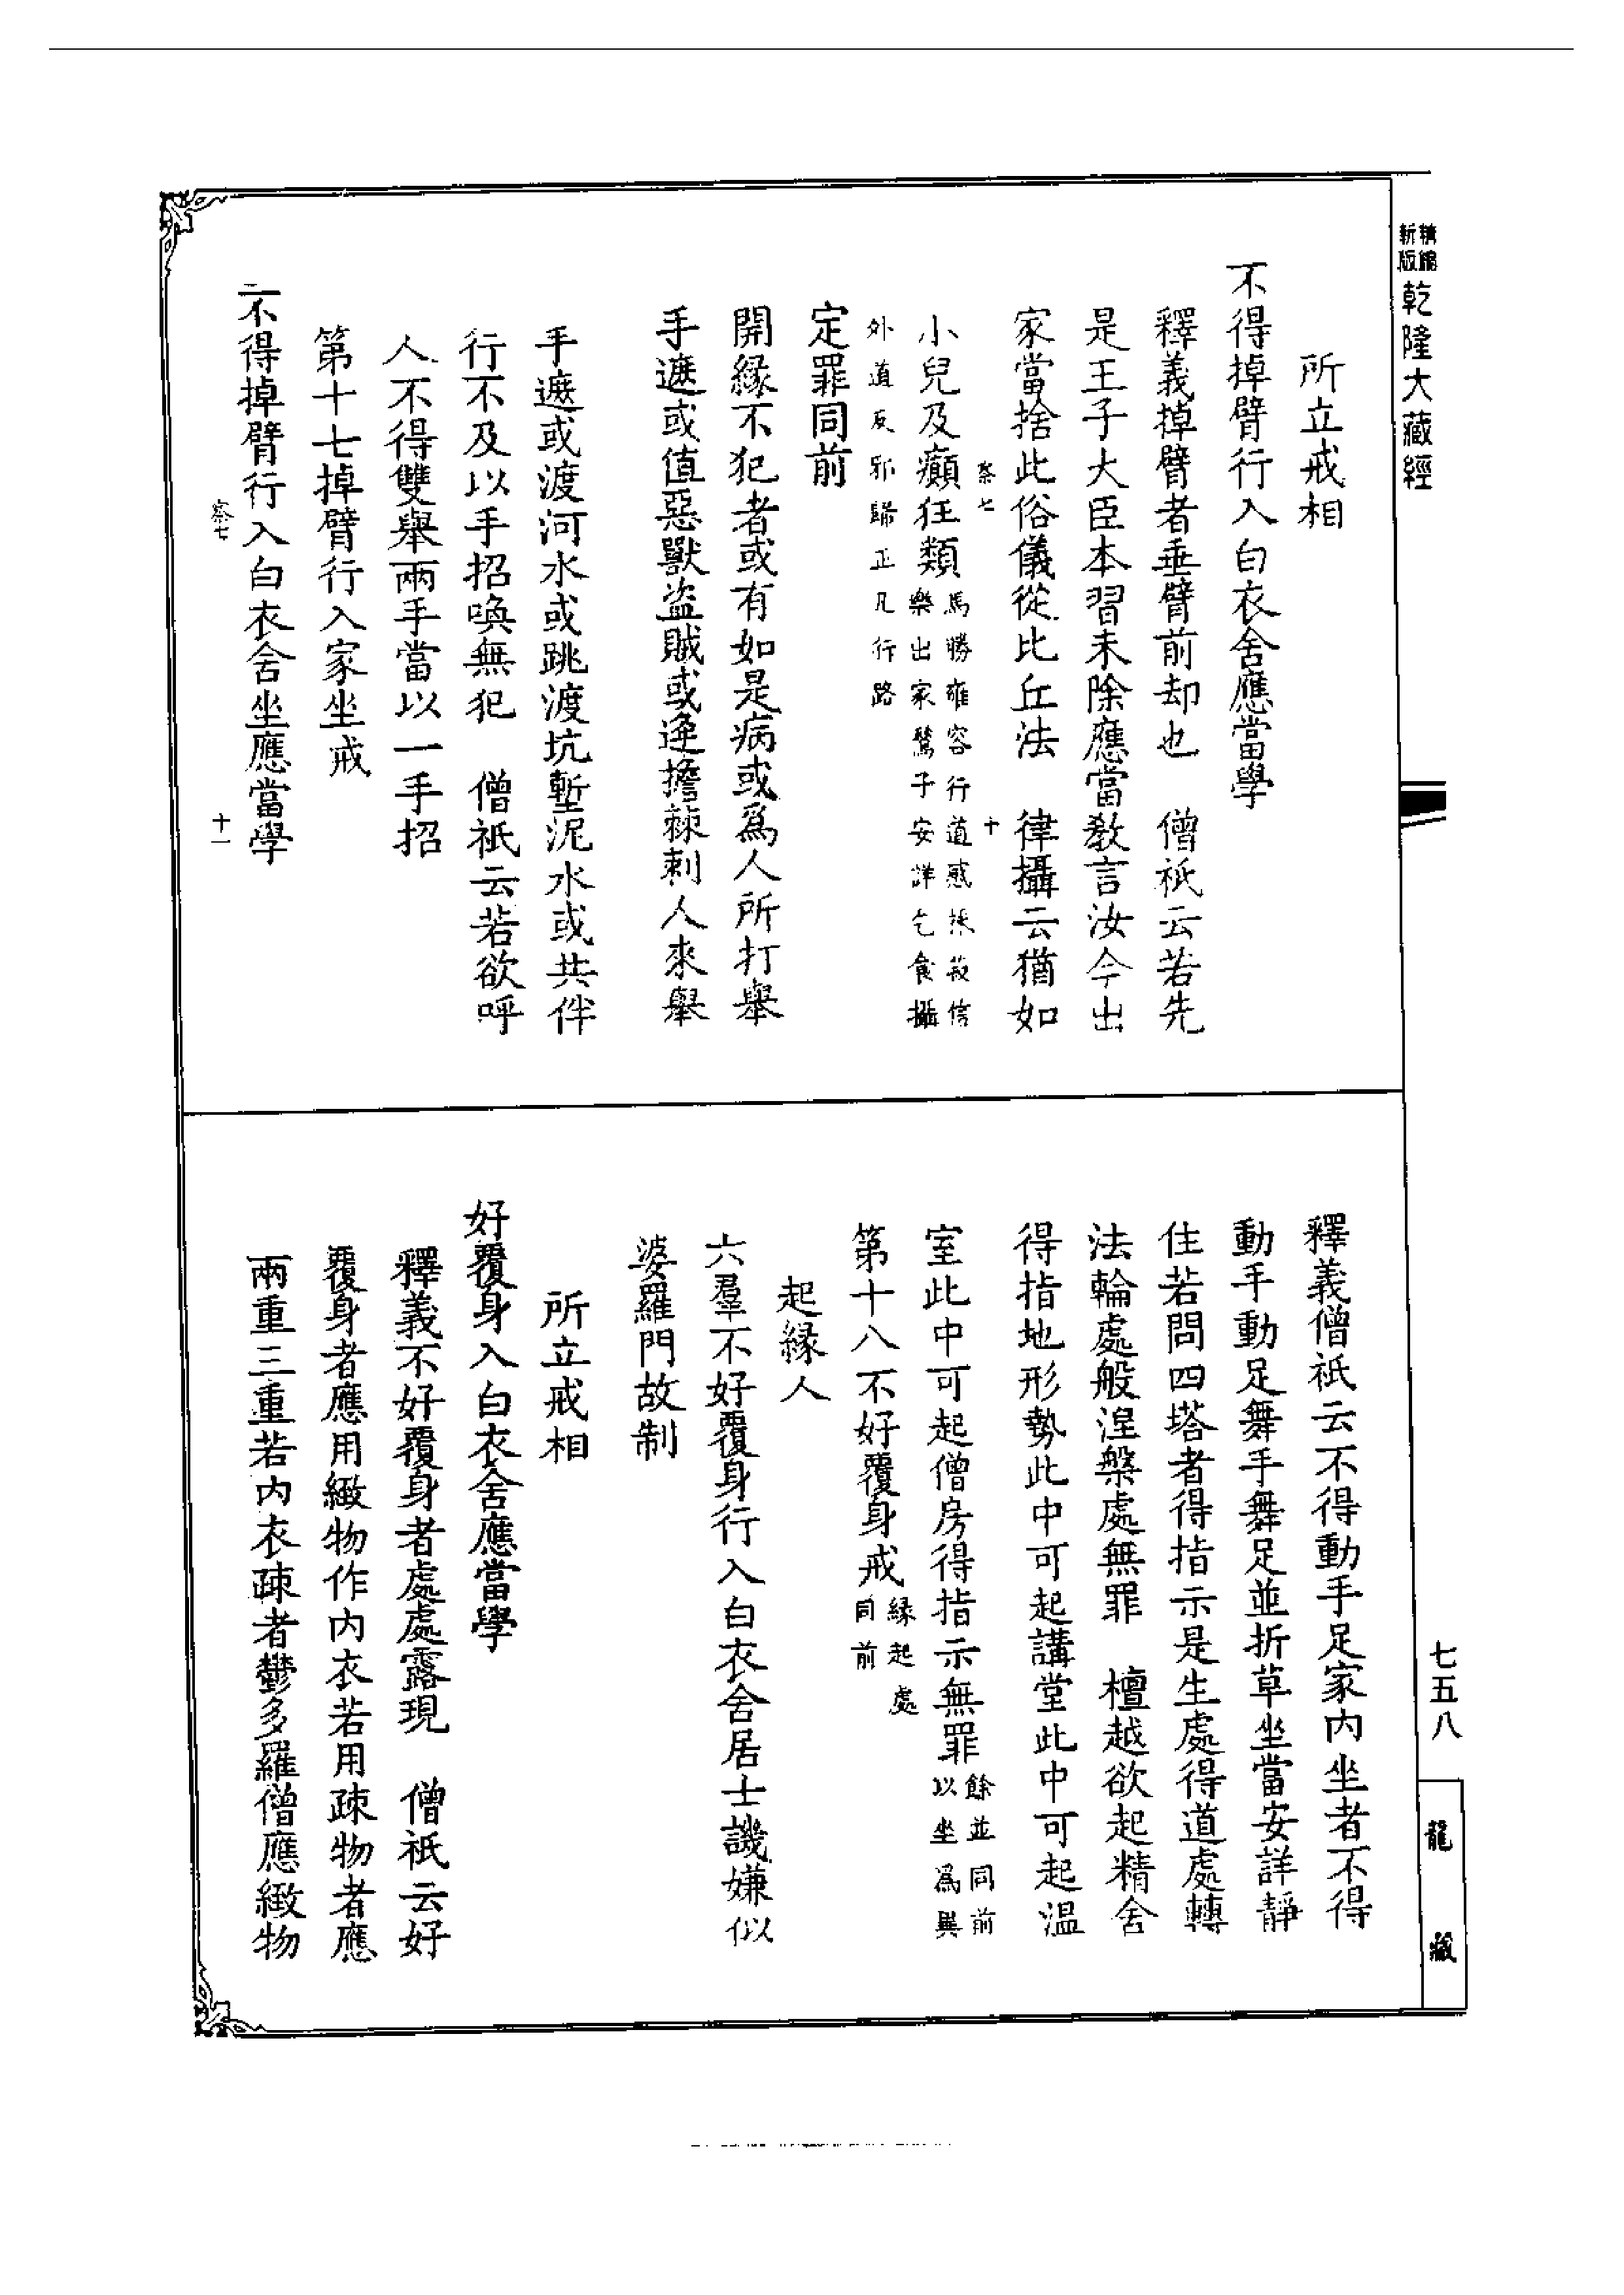 新版精編
乾隆大藏經
所立戒相
不得掉臂行入白衣舍應當學
釋義掉臂者垂臂前却也　僧祇云若先
是王子大臣本習未除應當教言汝今出
家當捨此俗儀從比丘法　律攝云猶如
察七　十
小兒及癲狂類
馬勝雍容行道感 信
樂出家鶖子安詳乞食攝
外道反邪歸正凡行路
定罪同前
開緣不犯者或有如是病或爲人所打舉
手遮或值惡獸盜賊或逢擔棘刺人來舉
手遮或渡河水或跳渡坑塹泥水或共伴
行不及以手招喚無犯　僧祇云若欲呼
人不得雙舉兩手當以一手招
第十七掉臂行入家坐戒
不得掉臂行入白衣舍坐應當學
察七　十一
釋義僧祇云不得動手足家內坐者不得
動手動足舞手舞足並折草坐當安詳靜
住若問四塔者得指示是生處得道處轉
法輪處般涅槃處無罪　檀越欲起精舍
得指地形勢此中可起講堂此中可起溫
室此中可起僧房得指示無罪
餘並同前
以坐爲異
第十八不好覆身戒
緣起處
同前
起緣人
六羣不好覆身行入白衣舍居士譏嫌似
婆羅門故制
所立戒相
好覆身入白衣舍應當學
釋義不好覆身者處處露現　僧祇云好
覆身者應用緻物作內衣若用疎物者應
兩重三重若內衣疎者鬱多羅僧應緻物
七五八
龍藏